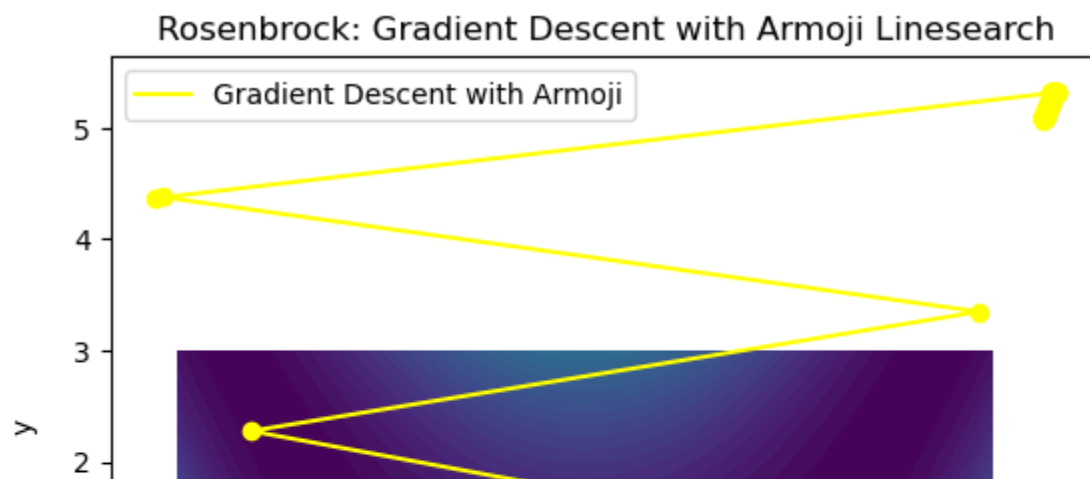 Rosenbrock: Gradient Descent with Armoji Linesearch
Gradient Descent with Armoji
5
4
3
2
y